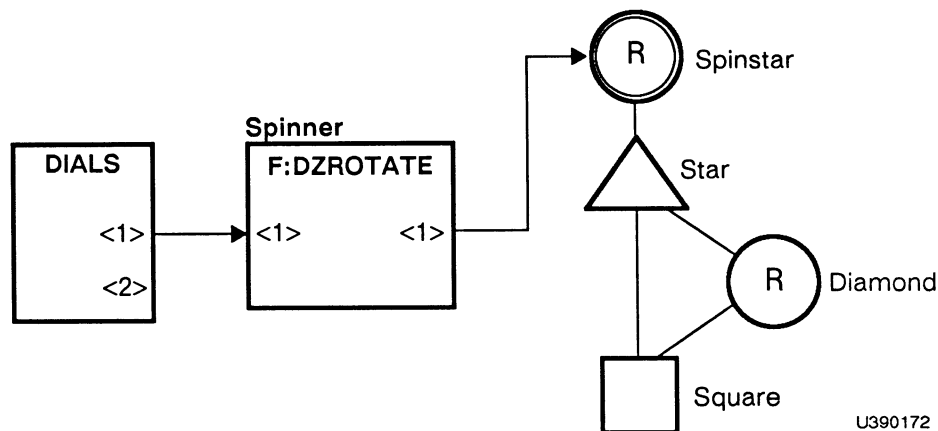 R
Spinstar
Spinner
DIALS
F:DZROTATE
Star
<1>
<1>
<1>
<2>
R
Diamond
Square
U390172